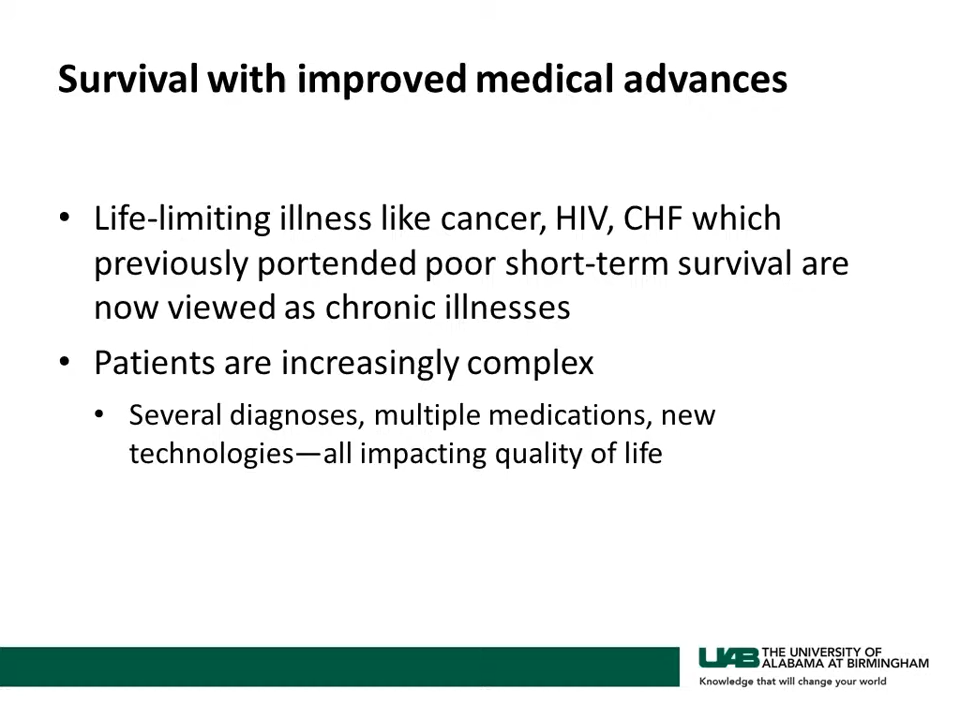 Survival with improved medical advances
• Life-limiting illness like cancer, HIV, CHF which
previously portended poor short-term survival are
now viewed as chronic illnesses
• Patients are increasingly complex
• Several diagnoses, multiple medications, new
technologies—all impacting quality of life
UAB THE UNIVERSITY OF
ALABAMA AT BIRMINGHAM
Knowledge that will change your world